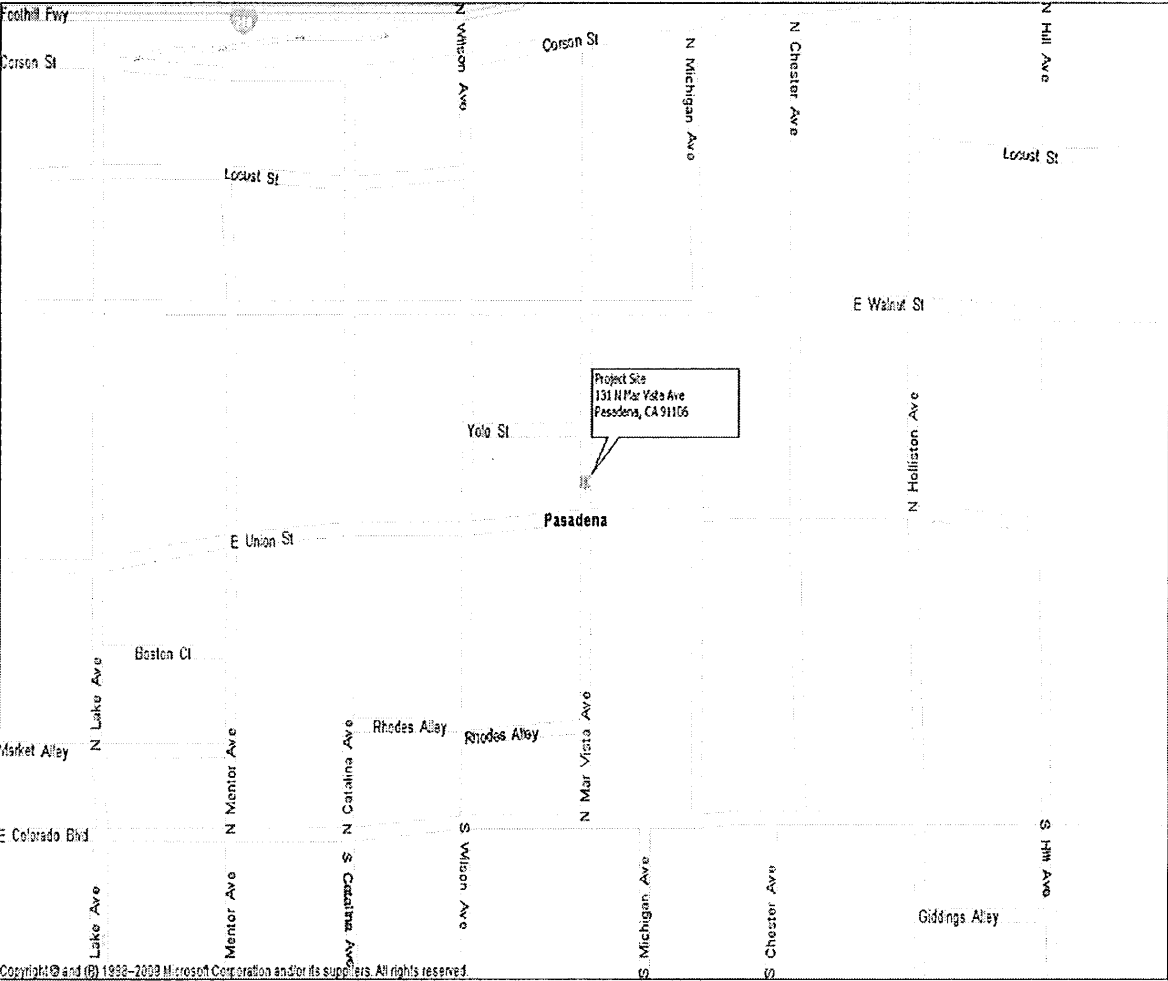 Foothill Fwy
N Wilson Ave
Corson St
N Michigan Ave
N Chester Ave
N Hill Ave
Corson St
Locust St
Locust St
E Walnut St
Project Site
131 N Mar Vista Ave
Pasadena, CA 91106
N Holliston Ave
Yolo St
Pasadena
E Union St
Boston Ct
N Lake Ave
Rhodes Alley
Rhodes Alley
N Mar Vista Ave
Market Alley
N Mentor Ave
N Catalina Ave
E Colorado Blvd
S Wilson Ave
S Hill Ave
S Catalina Ave
Lake Ave
Mentor Ave
S Michigan Ave
S Chester Ave
Giddings Alley
Copyright © and (P) 1998–2009 Microsoft Corporation and/or its suppliers. All rights reserved.